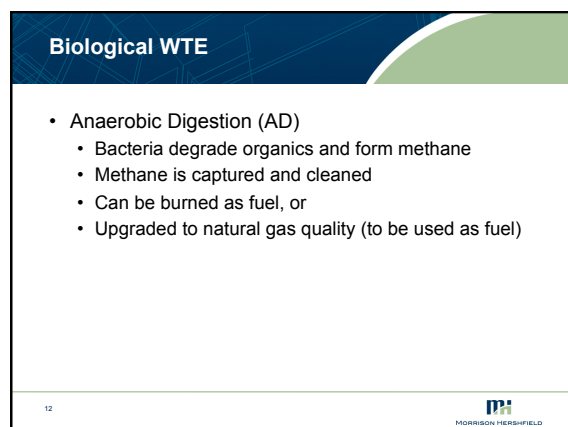 Biological WTE
• Anaerobic Digestion (AD)
• Bacteria degrade organics and form methane
• Methane is captured and cleaned
• Can be burned as fuel, or
• Upgraded to natural gas quality (to be used as fuel)
12
MORRISON HERSHFIELD